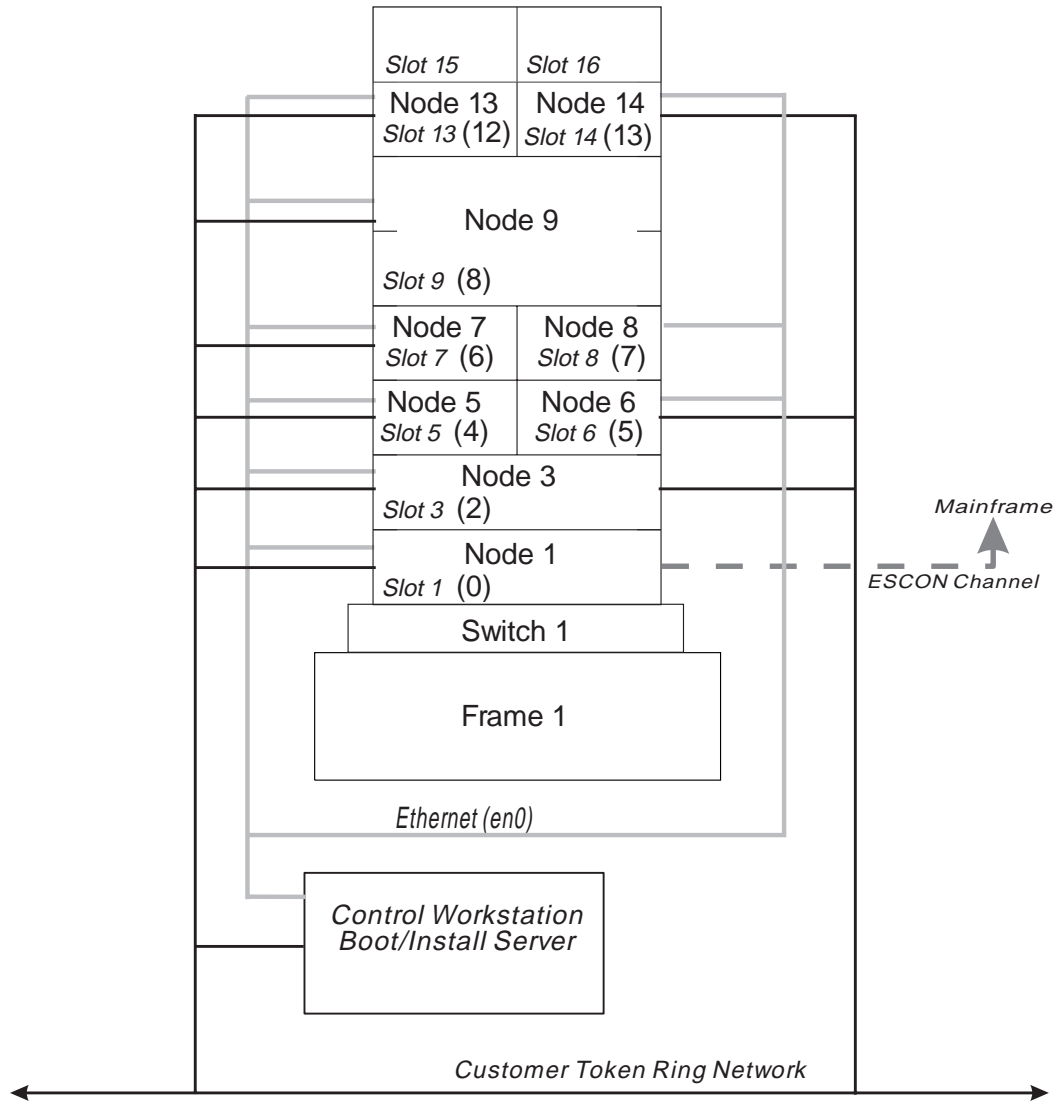 Slot 15
Slot 16
Node 13
Slot 13 (12)
Node 14
Slot 14 (13)
Node 9
Slot 9 (8)
Node 7
Slot 7 (6)
Node 8
Slot 8 (7)
Node 5
Slot 5 (4)
Node 6
Slot 6 (5)
Node 3
Slot 3 (2)
Node 1
Slot 1 (0)
Mainframe
ESCON Channel
Switch 1
Frame 1
Ethernet (en0)
Control Workstation
Boot/Install Server
Customer Token Ring Network